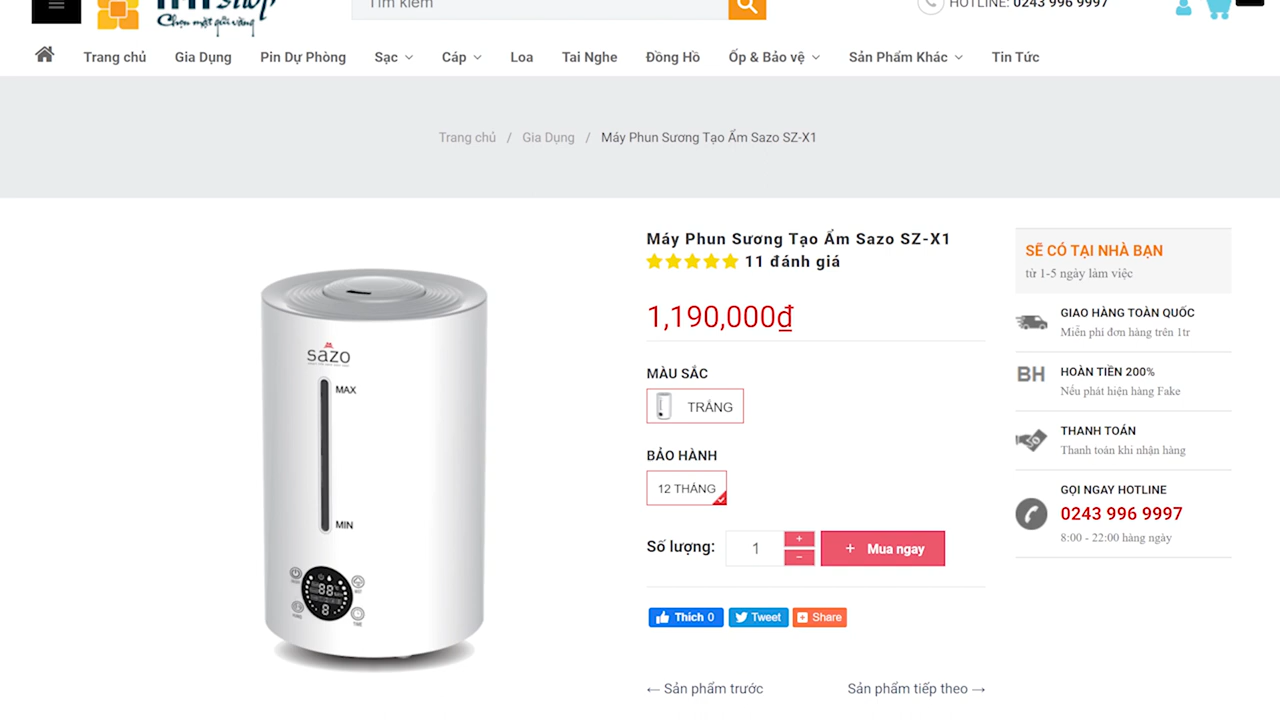 shop
Chọn mặt gửi vàng
Tìm kiếm
HOTLINE: 0243 996 9997
Trang chủ
Gia Dụng
Pin Dự Phòng
Sạc
Cáp
Loa
Tai Nghe
Đồng Hồ
Ốp & Bảo vệ
Sản Phẩm Khác
Tin Tức
Trang chủ / Gia Dụng / Máy Phun Sương Tạo Ẩm Sazo SZ-X1
sazo
MAX
MIN
88
8
Máy Phun Sương Tạo Ẩm Sazo SZ-X1
11 đánh giá
1,190,000₫
MÀU SẮC
TRẮNG
BẢO HÀNH
12 THÁNG
Số lượng: 1 + − + Mua ngay
Thích 0 Tweet Share
← Sản phẩm trước
Sản phẩm tiếp theo →
SẼ CÓ TẠI NHÀ BẠN
từ 1-5 ngày làm việc
GIAO HÀNG TOÀN QUỐC
Miễn phí đơn hàng trên 1tr
BH
HOÀN TIỀN 200%
Nếu phát hiện hàng Fake
THANH TOÁN
Thanh toán khi nhận hàng
GỌI NGAY HOTLINE
0243 996 9997
8:00 - 22:00 hàng ngày